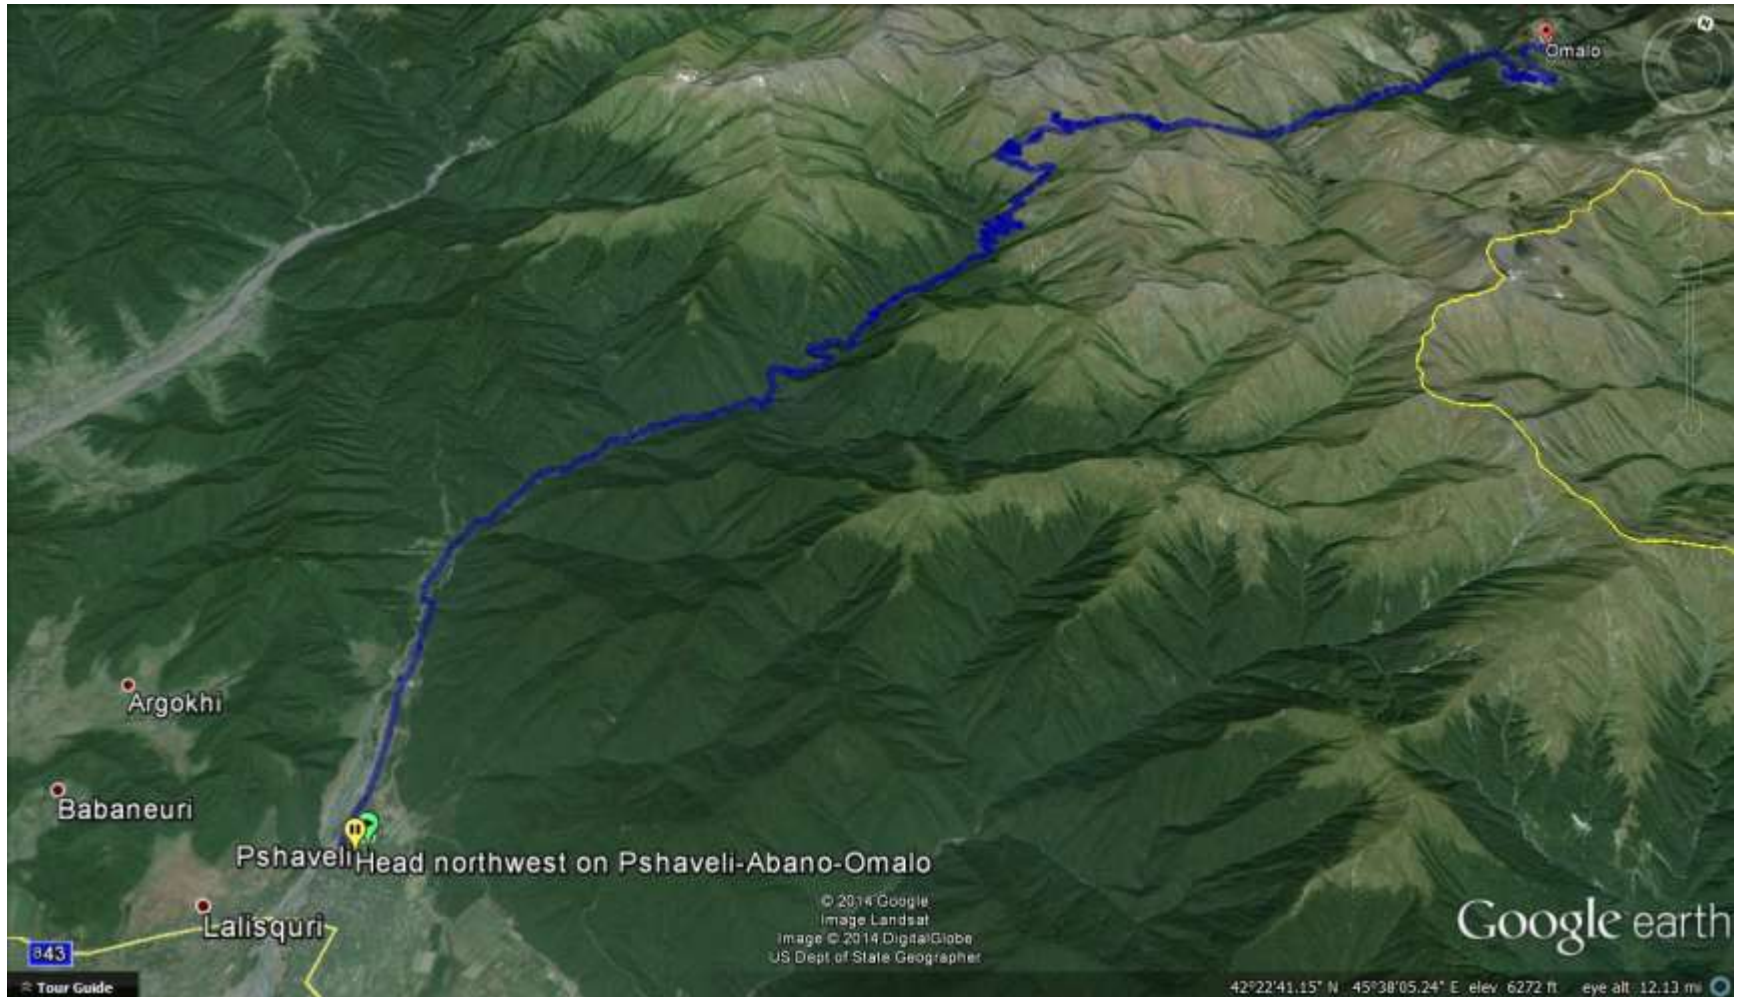 Omalo
N
Argokhi
Babaneuri
Pshaveli
Head northwest on Pshaveli-Abano-Omalo
Lalisquri
© 2014 Google
Image Landsat
Image © 2014 DigitalGlobe
US Dept of State Geographer
Google earth
843
Tour Guide
42°22'41.15" N 45°38'05.24" E elev 6272 ft eye alt 12.13 mi